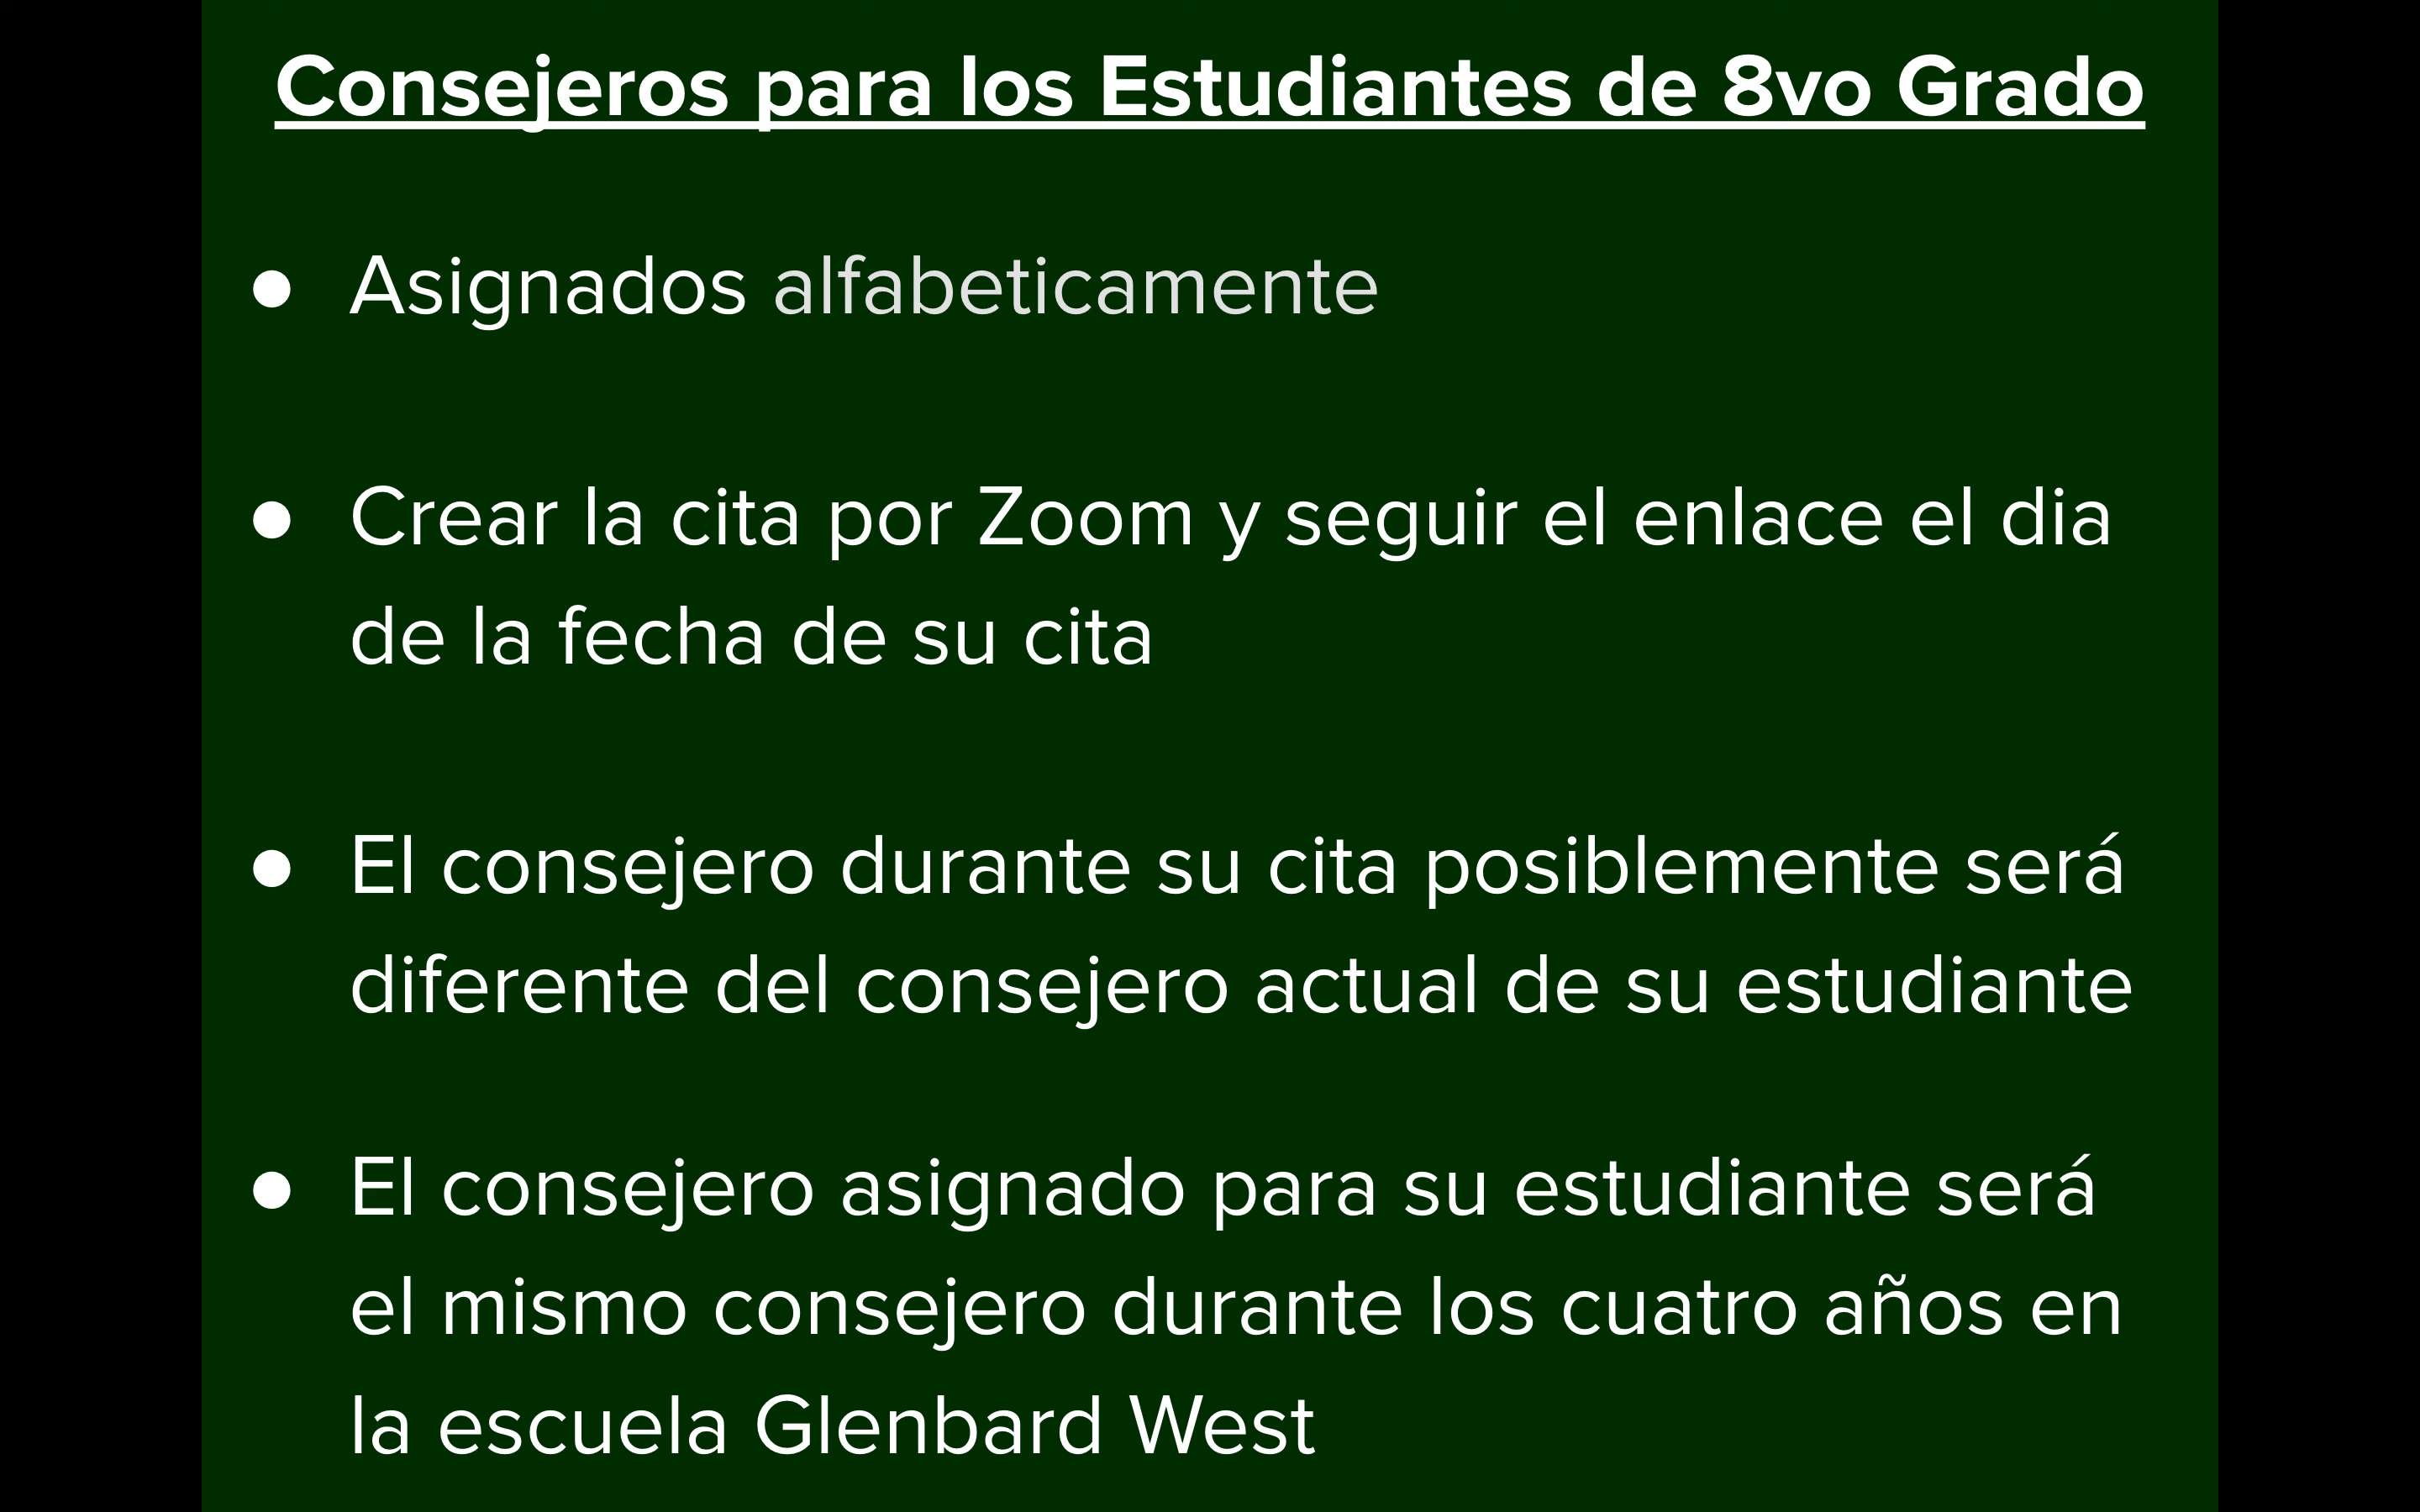 Consejeros para los Estudiantes de 8vo Grado
● Asignados alfabeticamente
● Crear la cita por Zoom y seguir el enlace el dia
de la fecha de su cita
● El consejero durante su cita posiblemente será
diferente del consejero actual de su estudiante
● El consejero asignado para su estudiante será
el mismo consejero durante los cuatro años en
la escuela Glenbard West